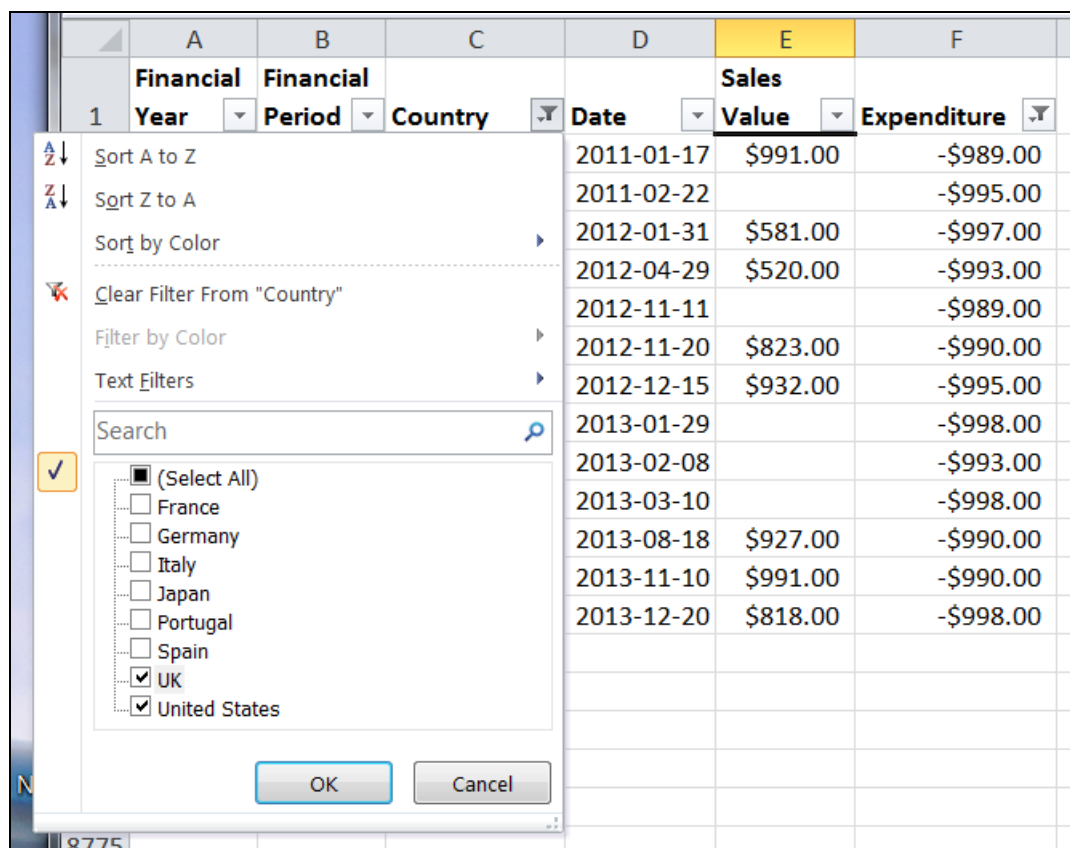 A B C D E F
Financial Financial Sales
1 Year Period Country Date Value Expenditure
Sort A to Z
Sort Z to A
Sort by Color
Clear Filter From "Country"
Filter by Color
Text Filters
Search
(Select All)
France
Germany
Italy
Japan
Portugal
Spain
UK
United States
OK Cancel
2011-01-17 $991.00 -$989.00
2011-02-22 -$995.00
2012-01-31 $581.00 -$997.00
2012-04-29 $520.00 -$993.00
2012-11-11 -$989.00
2012-11-20 $823.00 -$990.00
2012-12-15 $932.00 -$995.00
2013-01-29 -$998.00
2013-02-08 -$993.00
2013-03-10 -$998.00
2013-08-18 $927.00 -$990.00
2013-11-10 $991.00 -$990.00
2013-12-20 $818.00 -$998.00
N
8775